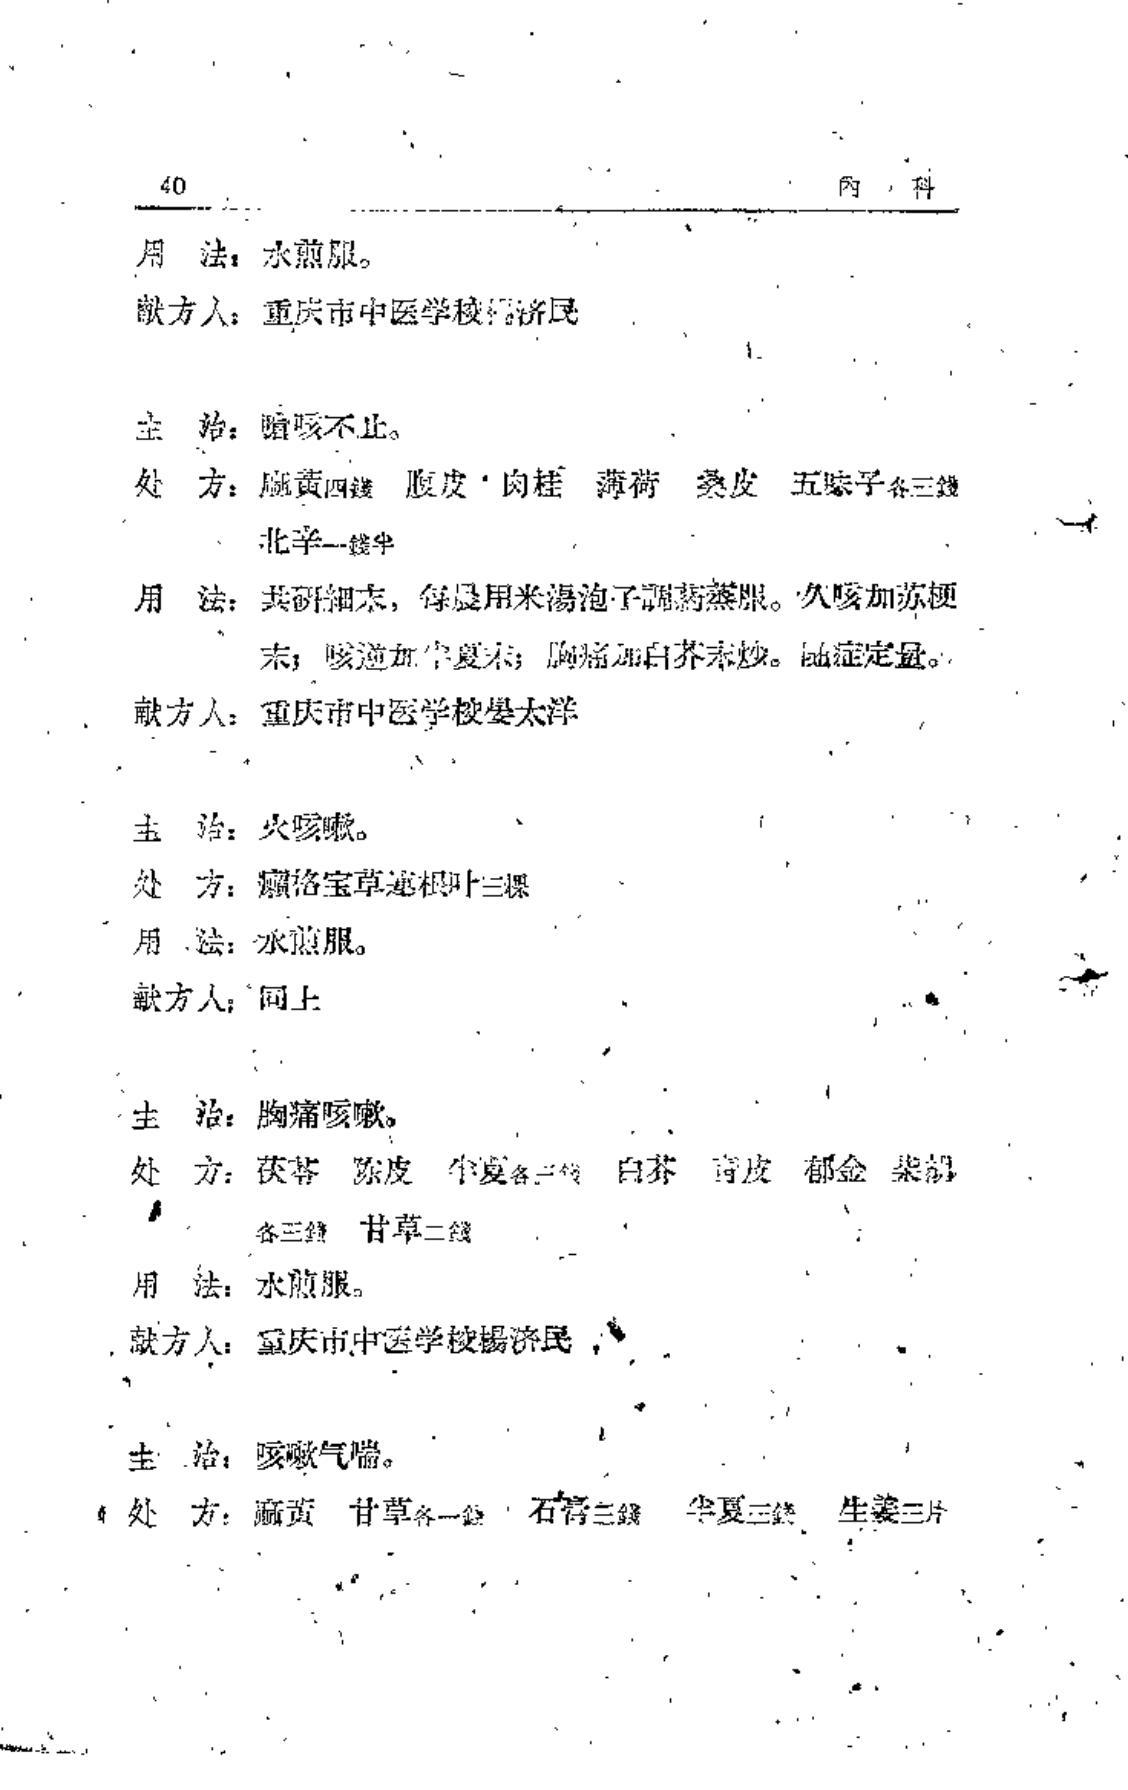 40 內科
用 法：水煎服。
献方人：重庆市中医学校楊济民
主 治：暗咳不止。
处 方：麻黄四錢 腹皮 肉桂 薄荷 桑皮 五味子各三錢
北辛一錢半
用 法：共研細末，每晨用米湯泡子調葯蒸服。久咳加苏梗
末；咳逆加半夏末；胸痛加白芥末炒。症定量。
献方人：重庆市中医学校晏太洋
主 治：火咳嗽。
处 方：癩洛宝草連根叶三棵
用 法：水煎服。
献方人：同上
主 治：胸痛咳嗽。
处 方：茯苓 陈皮 半夏各三錢 白芥 青皮 郁金 柴胡
各三錢 甘草二錢
用 法：水煎服。
献方人：重庆市中医学校楊济民
主 治：咳嗽气喘。
处 方：麻黄 甘草各一錢 石膏三錢 半夏三錢 生姜三片